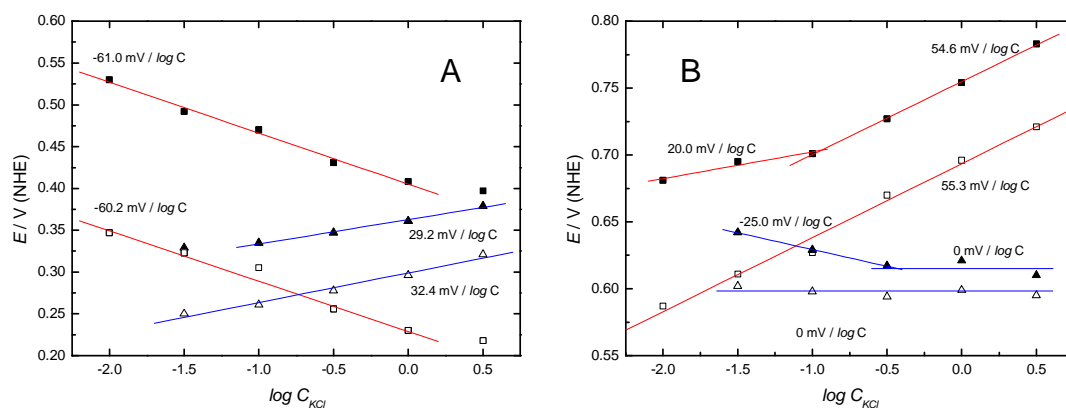 A
E / V (NHE)
0.60
0.55
0.50
0.45
0.40
0.35
0.30
0.25
0.20
-61.0 mV / log C
-60.2 mV / log C
29.2 mV / log C
32.4 mV / log C
-2.0 -1.5 -1.0 -0.5 0.0 0.5
log C_KCl
B
E / V (NHE)
0.80
0.75
0.70
0.65
0.60
0.55
54.6 mV / log C
20.0 mV / log C
55.3 mV / log C
-25.0 mV / log C
0 mV / log C
0 mV / log C
-2.0 -1.5 -1.0 -0.5 0.0 0.5
log C_KCl